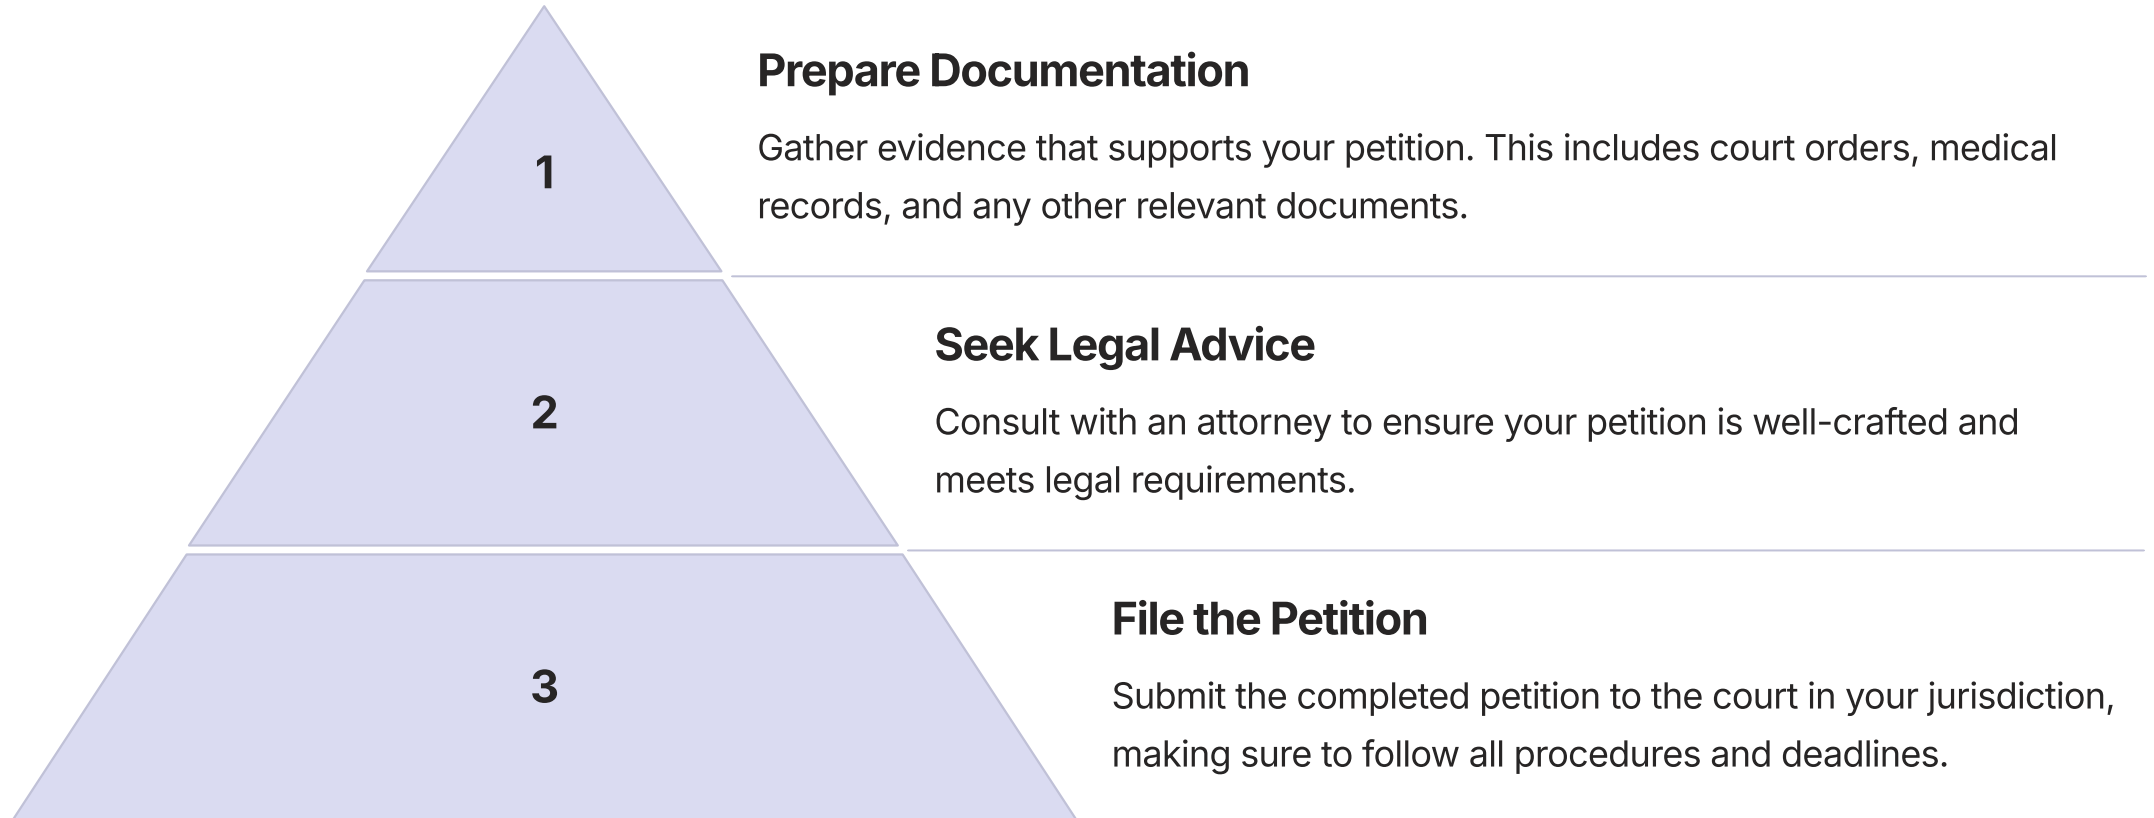 1
Prepare Documentation
Gather evidence that supports your petition. This includes court orders, medical
records, and any other relevant documents.
2
Seek Legal Advice
Consult with an attorney to ensure your petition is well-crafted and
meets legal requirements.
3
File the Petition
Submit the completed petition to the court in your jurisdiction,
making sure to follow all procedures and deadlines.